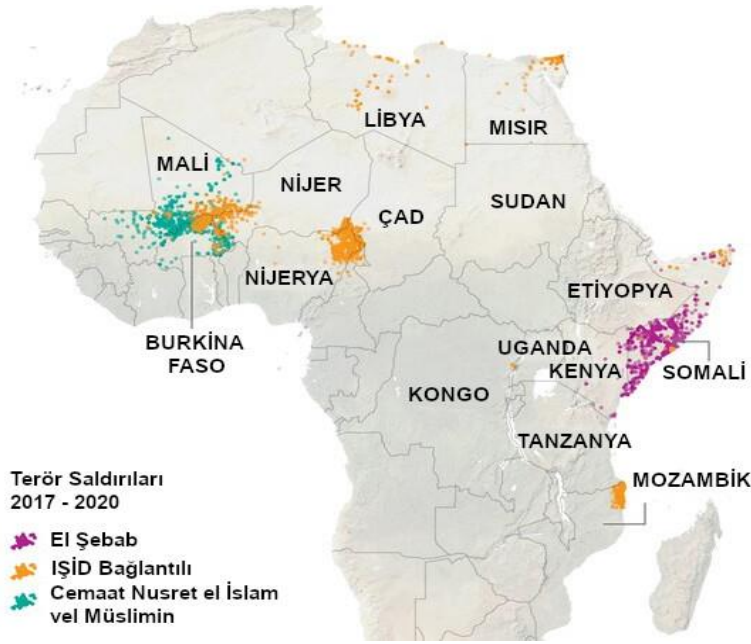 LİBYA
MISIR
MALİ
NİJER
ÇAD
SUDAN
NİJERYA
ETİYOPYA
BURKİNA
FASO
UGANDA
KENYA
SOMALİ
KONGO
TANZANYA
MOZAMBİK
Terör Saldırıları
2017 - 2020
El Şebab
IŞİD Bağlantılı
Cemaat Nusret el İslam
vel Müslimin